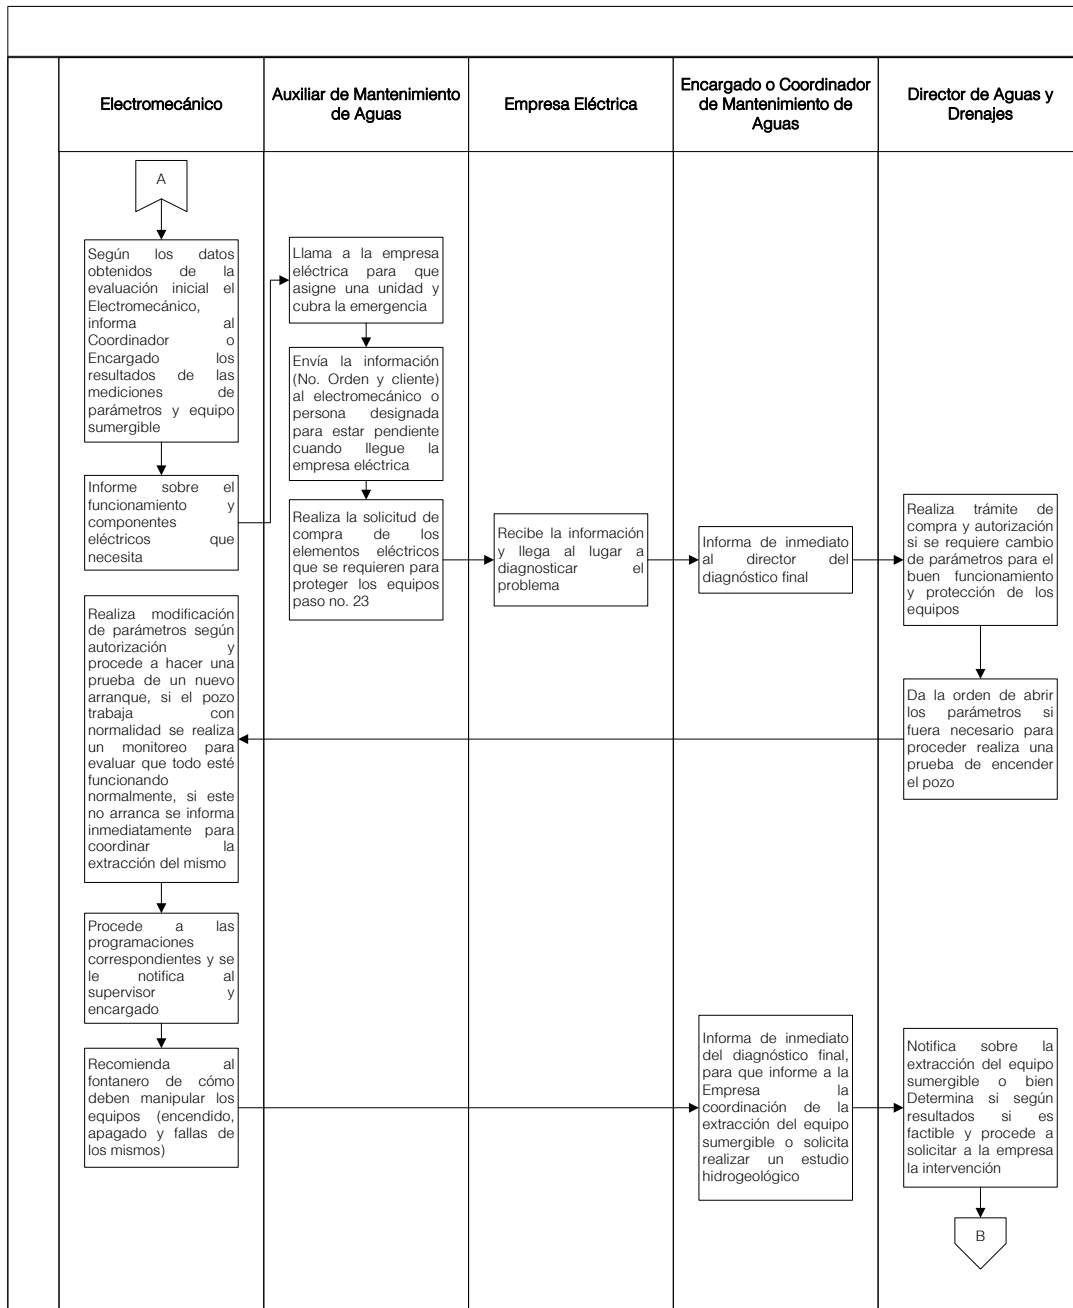 Electromecánico
Auxiliar de Mantenimiento
de Aguas
Empresa Eléctrica
Encargado o Coordinador
de Mantenimiento de
Aguas
Director de Aguas y
Drenajes
A
Según los datos
obtenidos de la
evaluación inicial el
Electromecánico,
informa al
Coordinador o
Encargado los
resultados de las
mediciones de
parámetros y equipo
sumergible
Informe sobre el
funcionamiento y
componentes
eléctricos que
necesita
Llama a la empresa
eléctrica para que
asigne una unidad y
cubra la emergencia
Envía la información
(No. Orden y cliente)
al electromecánico o
persona designada
para estar pendiente
cuando llegue la
empresa eléctrica
Realiza la solicitud de
compra de los
elementos eléctricos
que se requieren para
proteger los equipos
paso no. 23
Recibe la información
y llega al lugar a
diagnosticar el
problema
Informa de inmediato
al director del
diagnóstico final
Realiza trámite de
compra y autorización
si se requiere cambio
de parámetros para el
buen funcionamiento
y protección de los
equipos
Da la orden de abrir
los parámetros si
fuera necesario para
proceder realiza una
prueba de encender
el pozo
Realiza modificación
de parámetros según
autorización y
procede a hacer una
prueba de un nuevo
arranque, si el pozo
trabaja con
normalidad se realiza
un monitoreo para
evaluar que todo esté
funcionando
normalmente, si este
no arranca se informa
inmediatamente para
coordinar la
extracción del mismo
Procede a las
programaciones
correspondientes y se
le notifica al
supervisor y
encargado
Recomienda al
fontanero de cómo
deben manipular los
equipos (encendido,
apagado y fallas de
los mismos)
Informa de inmediato
del diagnóstico final,
para que informe a la
Empresa la
coordinación de la
extracción del equipo
sumergible o solicita
realizar un estudio
hidrogeológico
Notifica sobre la
extracción del equipo
sumergible o bien
Determina si según
resultados si es
factible y procede a
solicitar a la empresa
la intervención
B